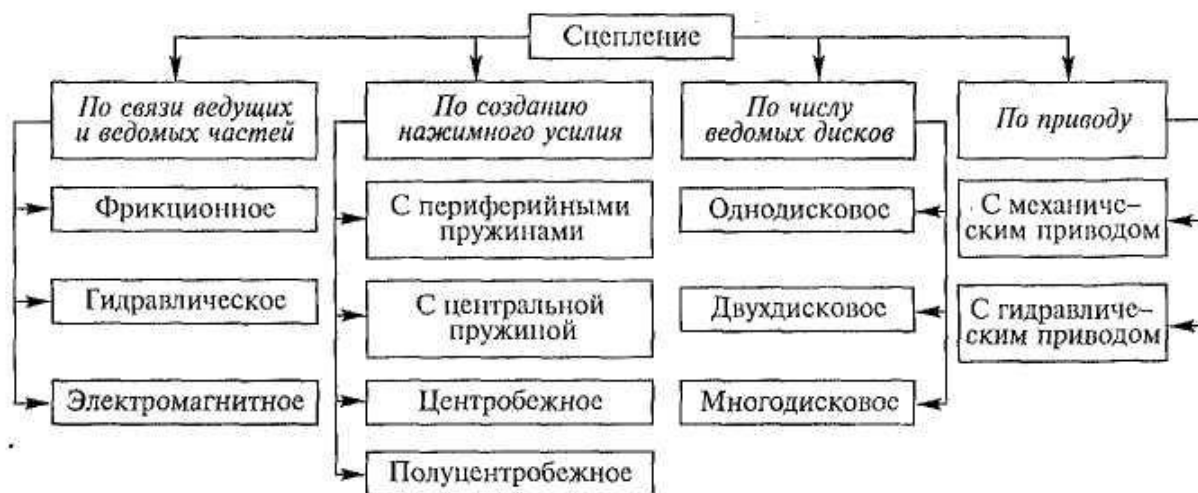 Сцепление
По связи ведущих
и ведомых частей
Фрикционное
Гидравлическое
Электромагнитное
По созданию
нажимного усилия
С периферийными
пружинами
С центральной
пружиной
Центробежное
Полуцентробежное
По числу
ведомых дисков
Однодисковое
Двухдисковое
Многодисковое
По приводу
С механиче-
ским приводом
С гидравличе-
ским приводом